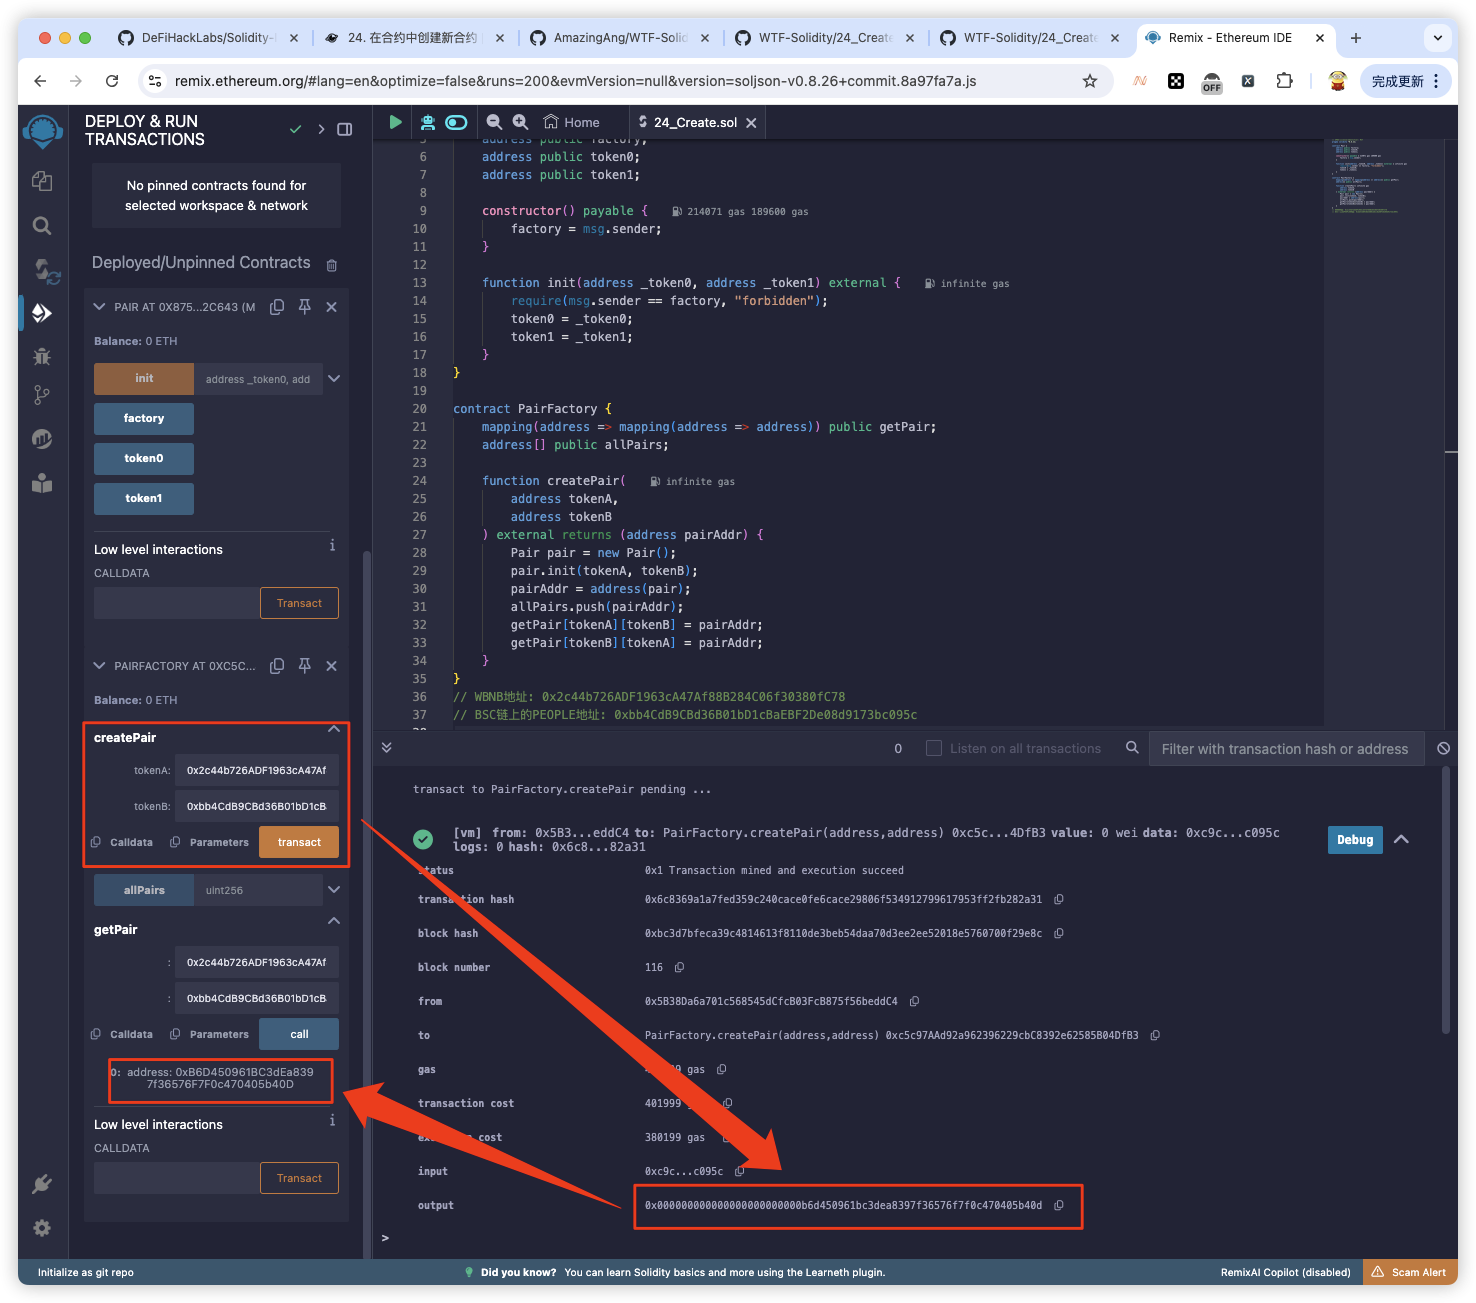 DeFiHackLabs/Solidity-
24. 在合约中创建新合约
AmazingAng/WTF-Solid
WTF-Solidity/24_Create
WTF-Solidity/24_Create
Remix - Ethereum IDE
remix.ethereum.org/#lang=en&optimize=false&runs=200&evmVersion=null&version=soljson-v0.8.26+commit.8a97fa7a.js
OFF
完成更新
DEPLOY & RUN
TRANSACTIONS
No pinned contracts found for
selected workspace & network
Deployed/Unpinned Contracts
PAIR AT 0X875...2C643 (M
Balance: 0 ETH
init
address _token0, add
factory
token0
token1
Low level interactions
i
CALLDATA
Transact
PAIRFACTORY AT 0XC5C...
Balance: 0 ETH
createPair
tokenA:
0x2c44b726ADF1963cA47Af
tokenB:
0xbb4CdB9CBd36B01bD1cB
Calldata
Parameters
transact
allPairs
uint256
getPair
:
0x2c44b726ADF1963cA47Af
:
0xbb4CdB9CBd36B01bD1cB
Calldata
Parameters
call
0: address: 0xB6D450961BC3dEa839
7f36576F7F0c470405b40D
Low level interactions
i
CALLDATA
Transact
Home
24_Create.sol
5 address public factory;
6 address public token0;
7 address public token1;
8
9 constructor() payable { 214071 gas 189600 gas
10 factory = msg.sender;
11 }
12
13 function init(address _token0, address _token1) external { infinite gas
14 require(msg.sender == factory, "forbidden");
15 token0 = _token0;
16 token1 = _token1;
17 }
18 }
19
20 contract PairFactory {
21 mapping(address => mapping(address => address)) public getPair;
22 address[] public allPairs;
23
24 function createPair( infinite gas
25 address tokenA,
26 address tokenB
27 ) external returns (address pairAddr) {
28 Pair pair = new Pair();
29 pair.init(tokenA, tokenB);
30 pairAddr = address(pair);
31 allPairs.push(pairAddr);
32 getPair[tokenA][tokenB] = pairAddr;
33 getPair[tokenB][tokenA] = pairAddr;
34 }
35 }
36 // WBNB地址: 0x2c44b726ADF1963cA47Af88B284C06f30380fC78
37 // BSC链上的PEOPLE地址: 0xbb4CdB9CBd36B01bD1cBaEBF2De08d9173bc095c
0
Listen on all transactions
Filter with transaction hash or address
transact to PairFactory.createPair pending ...
[vm] from: 0x5B3...eddC4 to: PairFactory.createPair(address,address) 0xc5c...4DfB3 value: 0 wei data: 0xc9c...c095c
logs: 0 hash: 0x6c8...82a31
Debug
status 0x1 Transaction mined and execution succeed
transaction hash 0x6c8369a1a7fed359c240cace0fe6cace29806f534912799617953ff2fb282a31
block hash 0xbc3d7bfeca39c4814613f8110de3beb54daa70d3ee2ee52018e5760700f29e8c
block number 116
from 0x5B38Da6a701c568545dCfcB03FcB875f56beddC4
to PairFactory.createPair(address,address) 0xc5c97AAd92a962396229cbC8392e62585B04DfB3
gas gas
transaction cost 401999
cost 380199 gas
input 0xc9c...c095c
output 0x000000000000000000000000b6d450961bc3dea8397f36576f7f0c470405b40d
>
Initialize as git repo
Did you know? You can learn Solidity basics and more using the Learneth plugin.
RemixAI Copilot (disabled)
Scam Alert